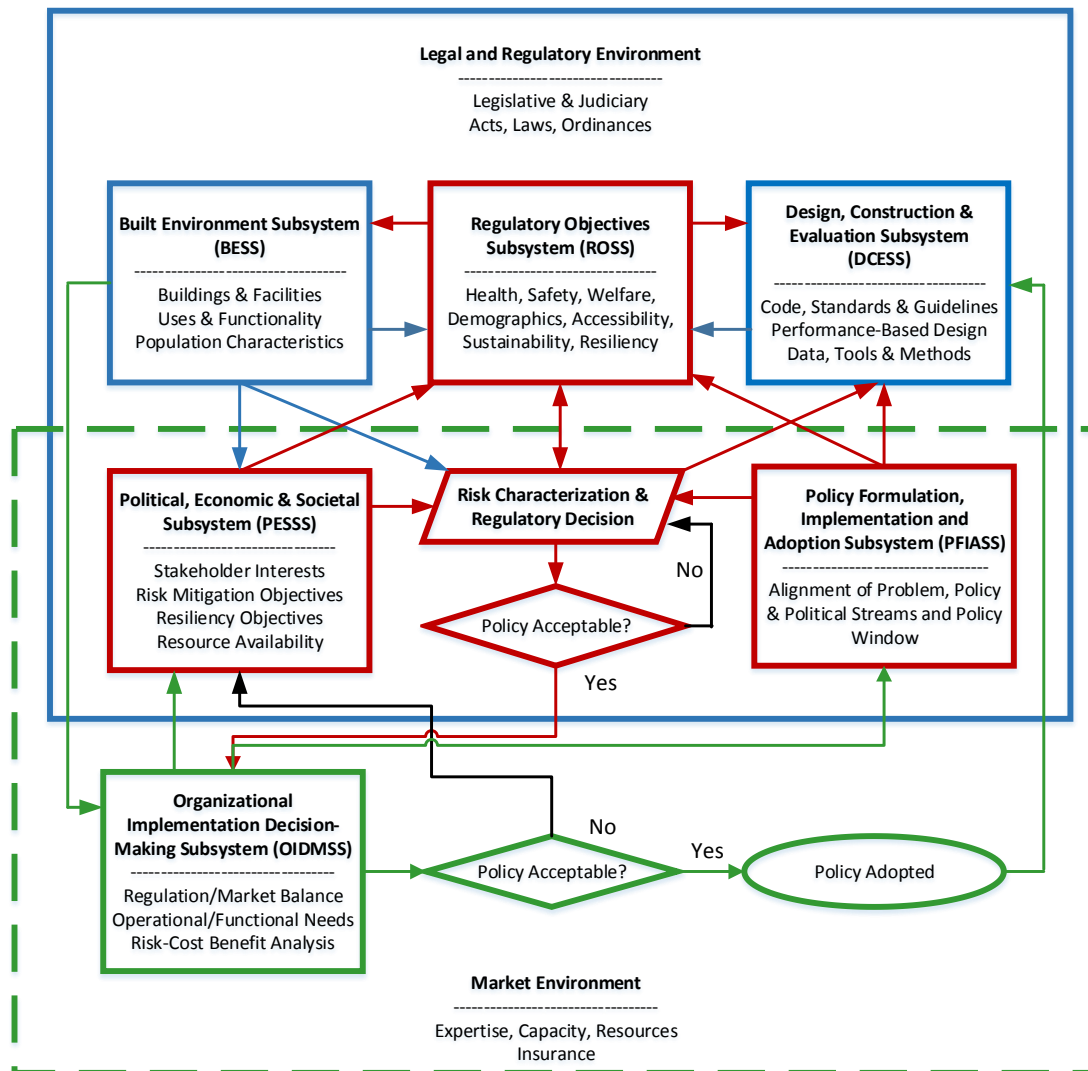 Legal and Regulatory Environment
----------------------------------
Legislative & Judiciary
Acts, Laws, Ordinances
Built Environment Subsystem
(BESS)
------------------------------------
Buildings & Facilities
Uses & Functionality
Population Characteristics
Regulatory Objectives
Subsystem (ROSS)
--------------------------------
Health, Safety, Welfare,
Demographics, Accessibility,
Sustainability, Resiliency
Design, Construction &
Evaluation Subsystem
(DCESS)
-----------------------------------
Code, Standards & Guidelines
Performance-Based Design
Data, Tools & Methods
Political, Economic & Societal
Subsystem (PESSS)
---------------------------------
Stakeholder Interests
Risk Mitigation Objectives
Resiliency Objectives
Resource Availability
Risk Characterization &
Regulatory Decision
No
Policy Acceptable?
Yes
Policy Formulation,
Implementation and
Adoption Subsystem (PFIASS)
-----------------------------------
Alignment of Problem, Policy
& Political Streams and Policy
Window
Organizational
Implementation Decision-
Making Subsystem (OIDMSS)
-----------------------------------
Regulation/Market Balance
Operational/Functional Needs
Risk-Cost Benefit Analysis
No
Policy Acceptable?
Yes
Policy Adopted
Market Environment
----------------------------------
Expertise, Capacity, Resources
Insurance